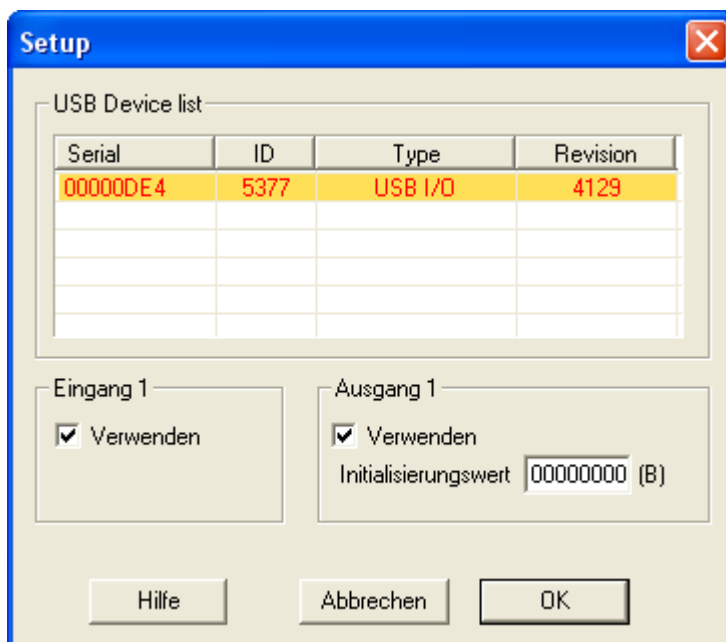 Setup
USB Device list
Serial ID Type Revision
00000DE4 5377 USB I/O 4129
Eingang 1
Verwenden
Ausgang 1
Verwenden
Initialisierungswert 00000000 (B)
Hilfe Abbrechen OK